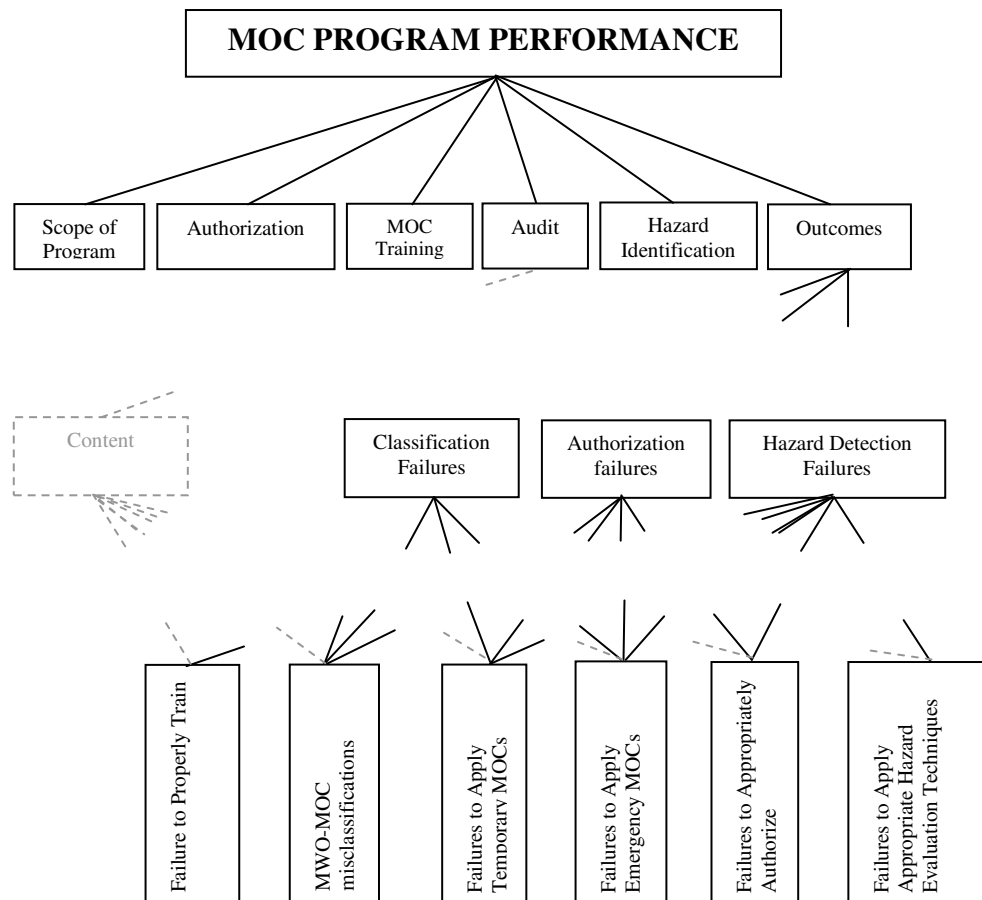 MOC PROGRAM PERFORMANCE
Scope of
Program
Authorization
MOC
Training
Audit
Hazard
Identification
Outcomes
Content
Classification
Failures
Authorization
failures
Hazard Detection
Failures
Failure to Properly Train
MWO-MOC
misclassifications
Failures to Apply
Temporary MOCs
Failures to Apply
Emergency MOCs
Failures to Appropriately
Authorize
Failures to Apply
Appropriate Hazard
Evaluation Techniques